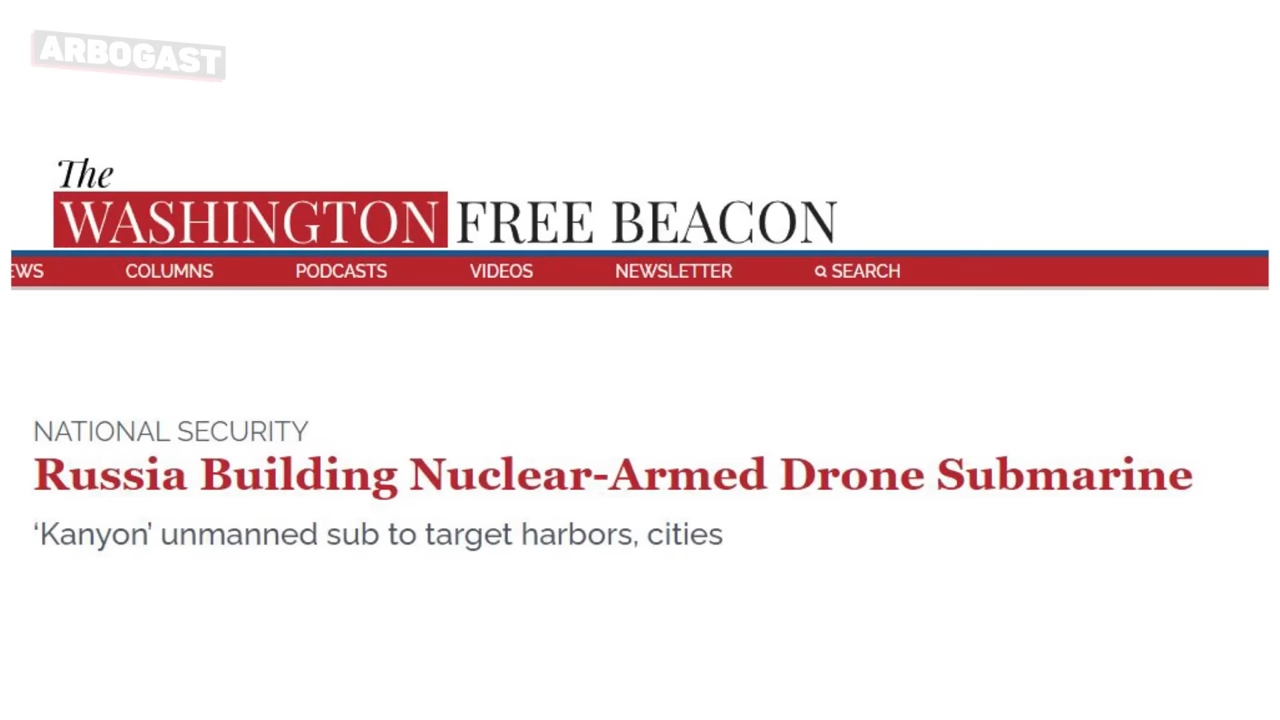 ARBOGAST
The
WASHINGTON FREE BEACON
EWS COLUMNS PODCASTS VIDEOS NEWSLETTER SEARCH
NATIONAL SECURITY
Russia Building Nuclear-Armed Drone Submarine
‘Kanyon’ unmanned sub to target harbors, cities